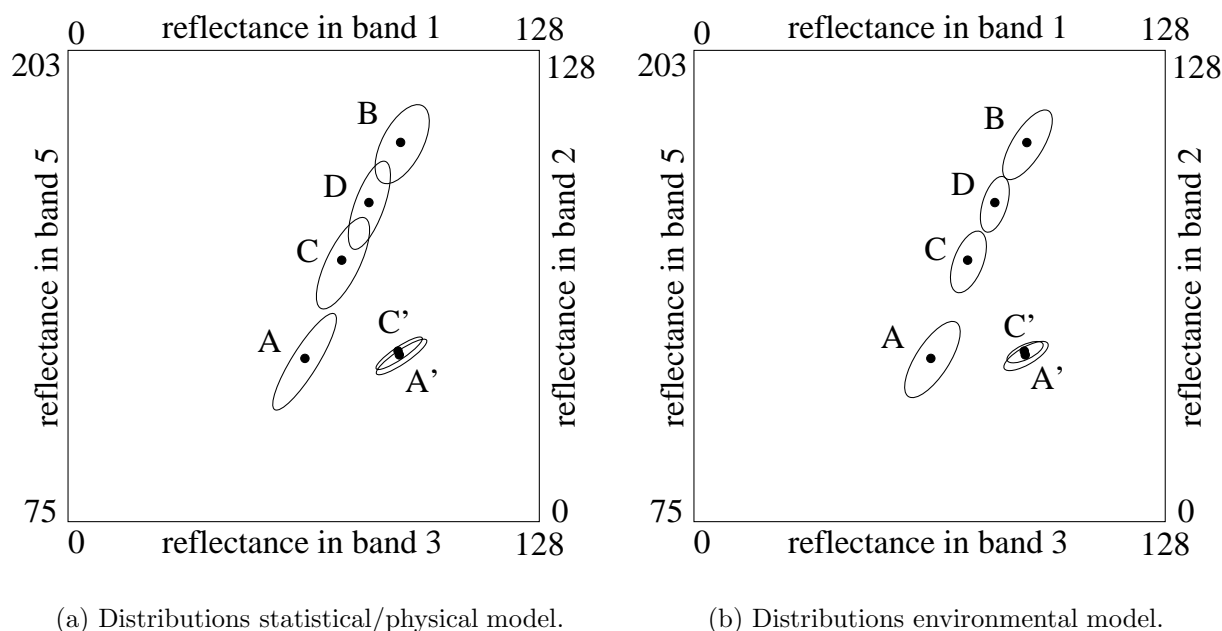 0
reflectance in band 1
128
203
128
reflectance in band 5
reflectance in band 2
B
D
C
A
C'
A'
75
0
0
reflectance in band 3
128
(a) Distributions statistical/physical model.
0
reflectance in band 1
128
203
128
reflectance in band 5
reflectance in band 2
B
D
C
A
C'
A'
75
0
0
reflectance in band 3
128
(b) Distributions environmental model.